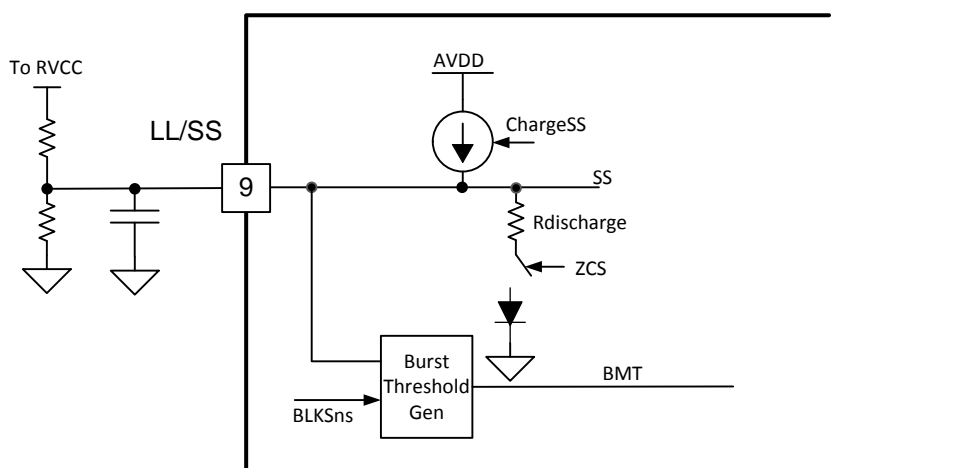 To RVCC
LL/SS
9
AVDD
ChargeSS
SS
Rdischarge
ZCS
Burst
Threshold
Gen
BLKSns
BMT